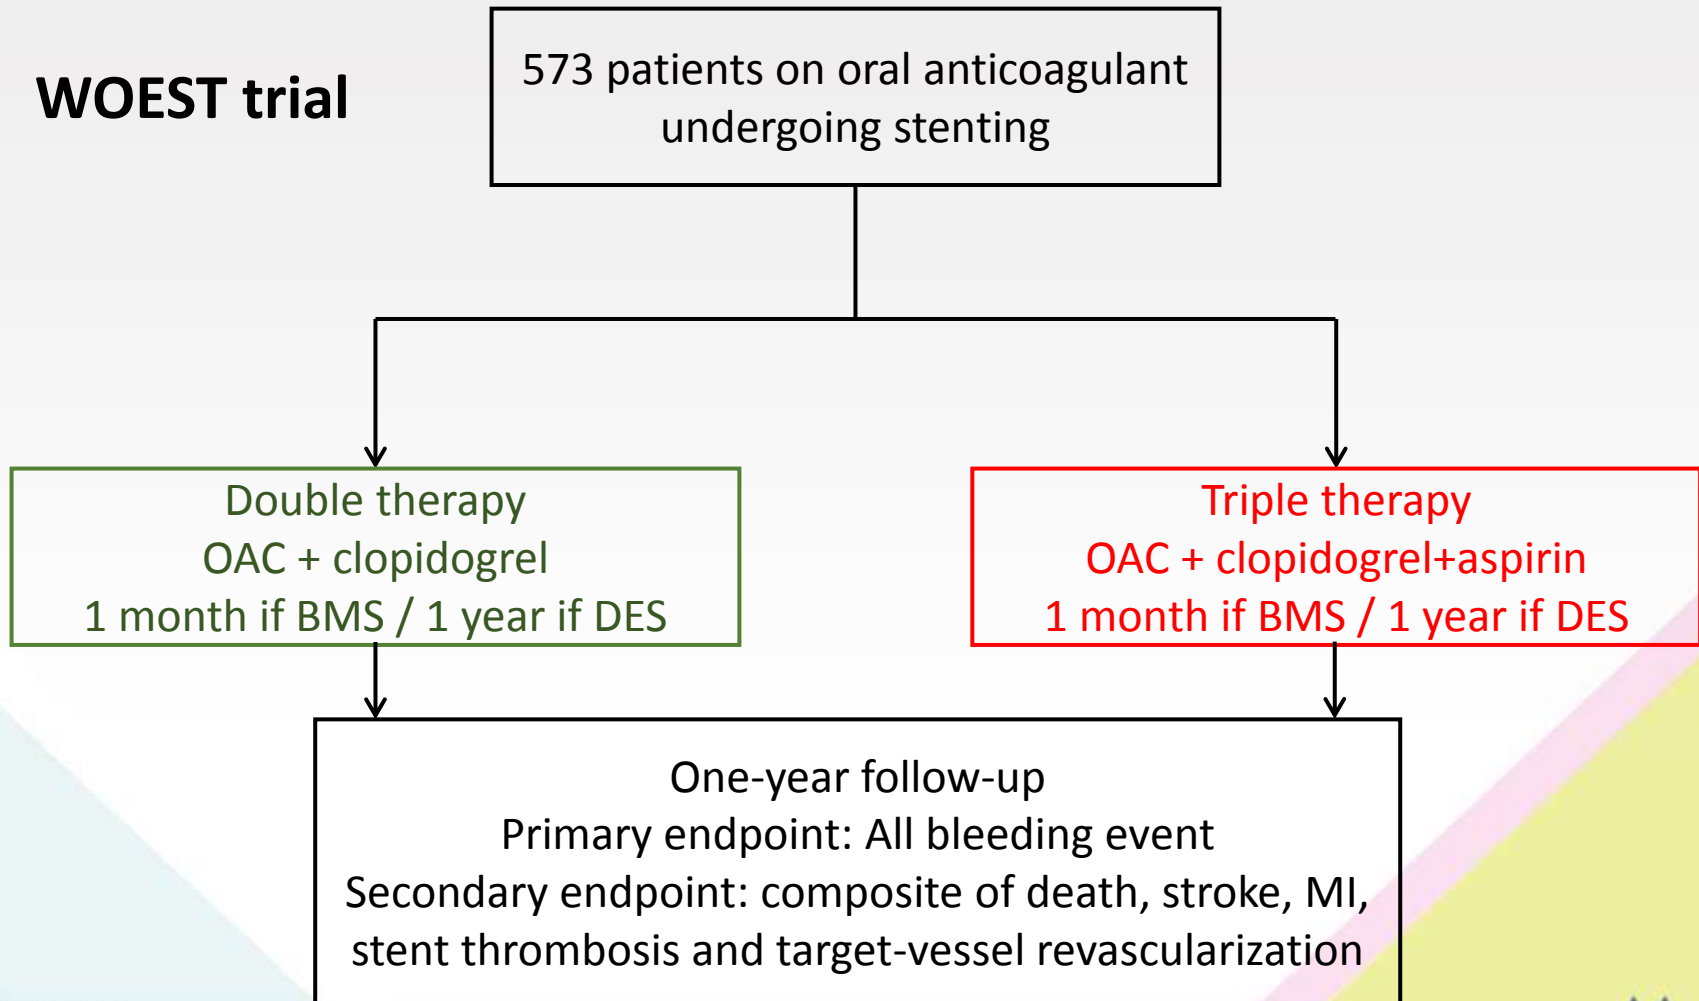 WOEST trial
573 patients on oral anticoagulant
undergoing stenting
Double therapy
OAC + clopidogrel
1 month if BMS / 1 year if DES
Triple therapy
OAC + clopidogrel+aspirin
1 month if BMS / 1 year if DES
One-year follow-up
Primary endpoint: All bleeding event
Secondary endpoint: composite of death, stroke, MI,
stent thrombosis and target-vessel revascularization